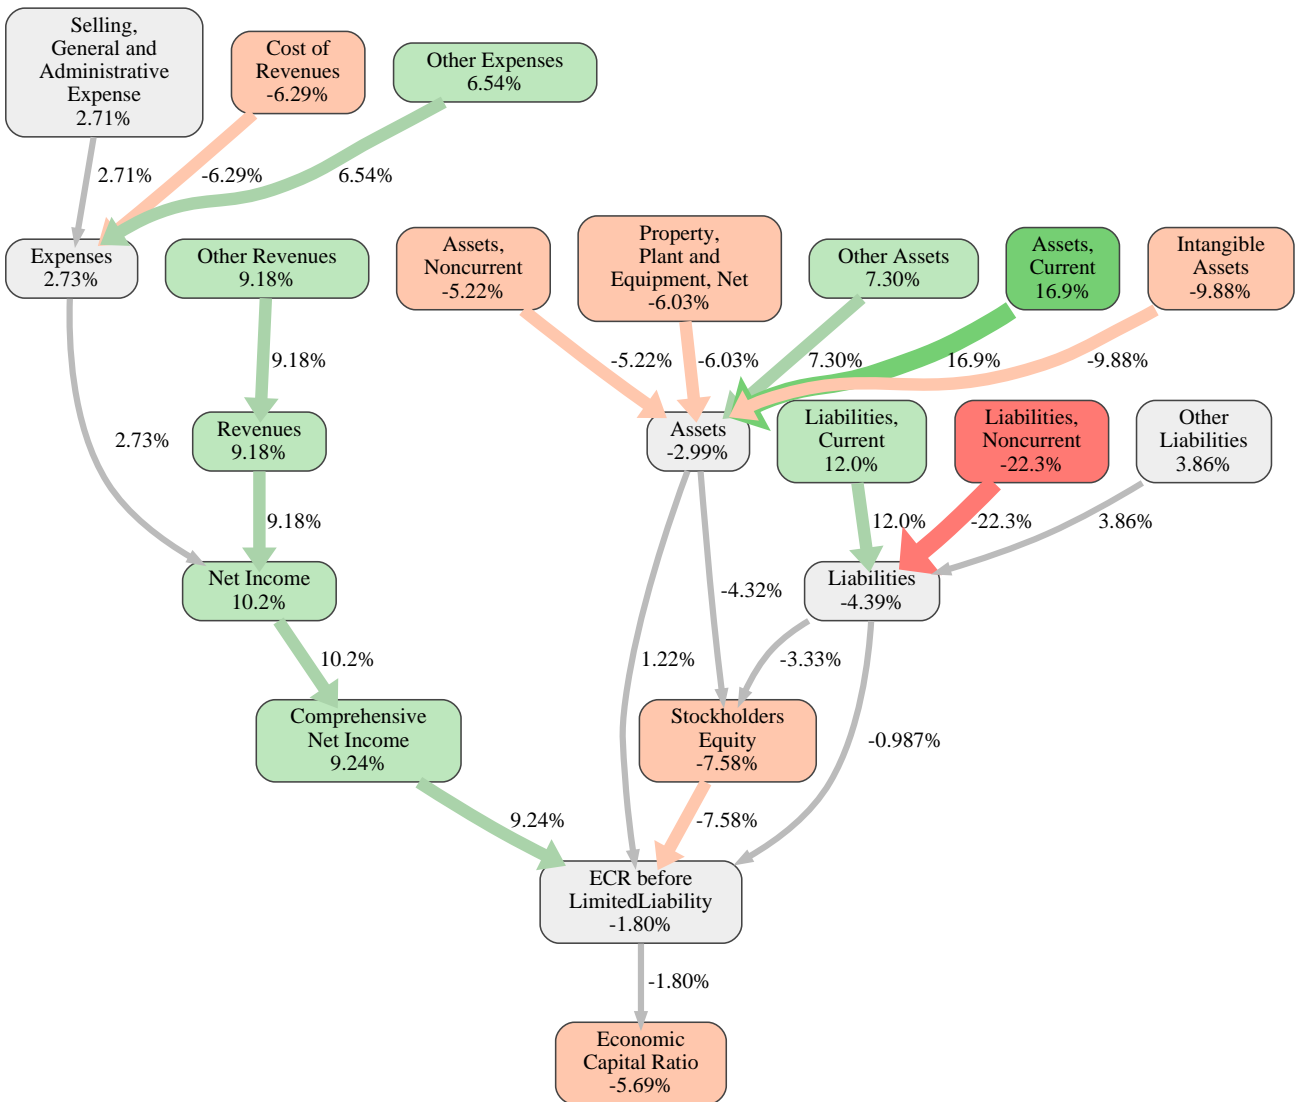 Selling,
General and
Administrative
Expense
2.71%
Cost of
Revenues
-6.29%
Other Expenses
6.54%
2.71%
-6.29%
6.54%
Expenses
2.73%
Other Revenues
9.18%
Assets,
Noncurrent
-5.22%
Property,
Plant and
Equipment, Net
-6.03%
Other Assets
7.30%
Assets,
Current
16.9%
Intangible
Assets
-9.88%
9.18%
-5.22%
-6.03%
7.30%
16.9%
-9.88%
2.73%
Revenues
9.18%
Assets
-2.99%
Liabilities,
Current
12.0%
Liabilities,
Noncurrent
-22.3%
Other
Liabilities
3.86%
9.18%
12.0%
-22.3%
3.86%
Net Income
10.2%
-4.32%
Liabilities
-4.39%
10.2%
1.22%
-3.33%
Comprehensive
Net Income
9.24%
Stockholders
Equity
-7.58%
-0.987%
9.24%
-7.58%
ECR before
LimitedLiability
-1.80%
-1.80%
Economic
Capital Ratio
-5.69%